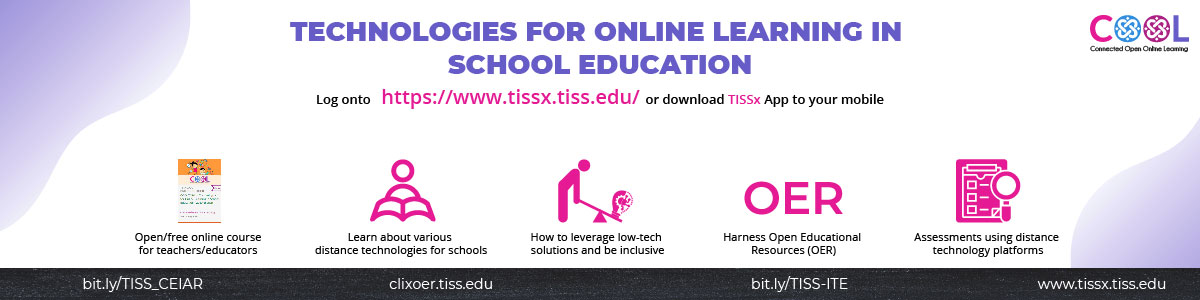 TECHNOLOGIES FOR ONLINE LEARNING IN
SCHOOL EDUCATION
COOL
Connected Open Online Learning
Log onto https://www.tissx.tiss.edu/ or download TISSx App to your mobile
COOL
OER
Open/free online course
for teachers/educators
Learn about various
distance technologies for schools
How to leverage low-tech
solutions and be inclusive
Harness Open Educational
Resources (OER)
Assessments using distance
technology platforms
bit.ly/TISS_CEIAR
clixoer.tiss.edu
bit.ly/TISS-ITE
www.tissx.tiss.edu